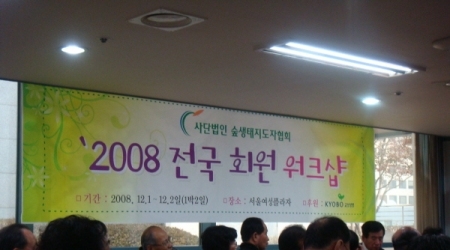 사단법인 숲생태지도자협회
'2008 전국 회원 워크샵
기간 : 2008, 12.1 - 12.2일(1박2일) 장소 : 서울여성플라자 후원 : KYOBO